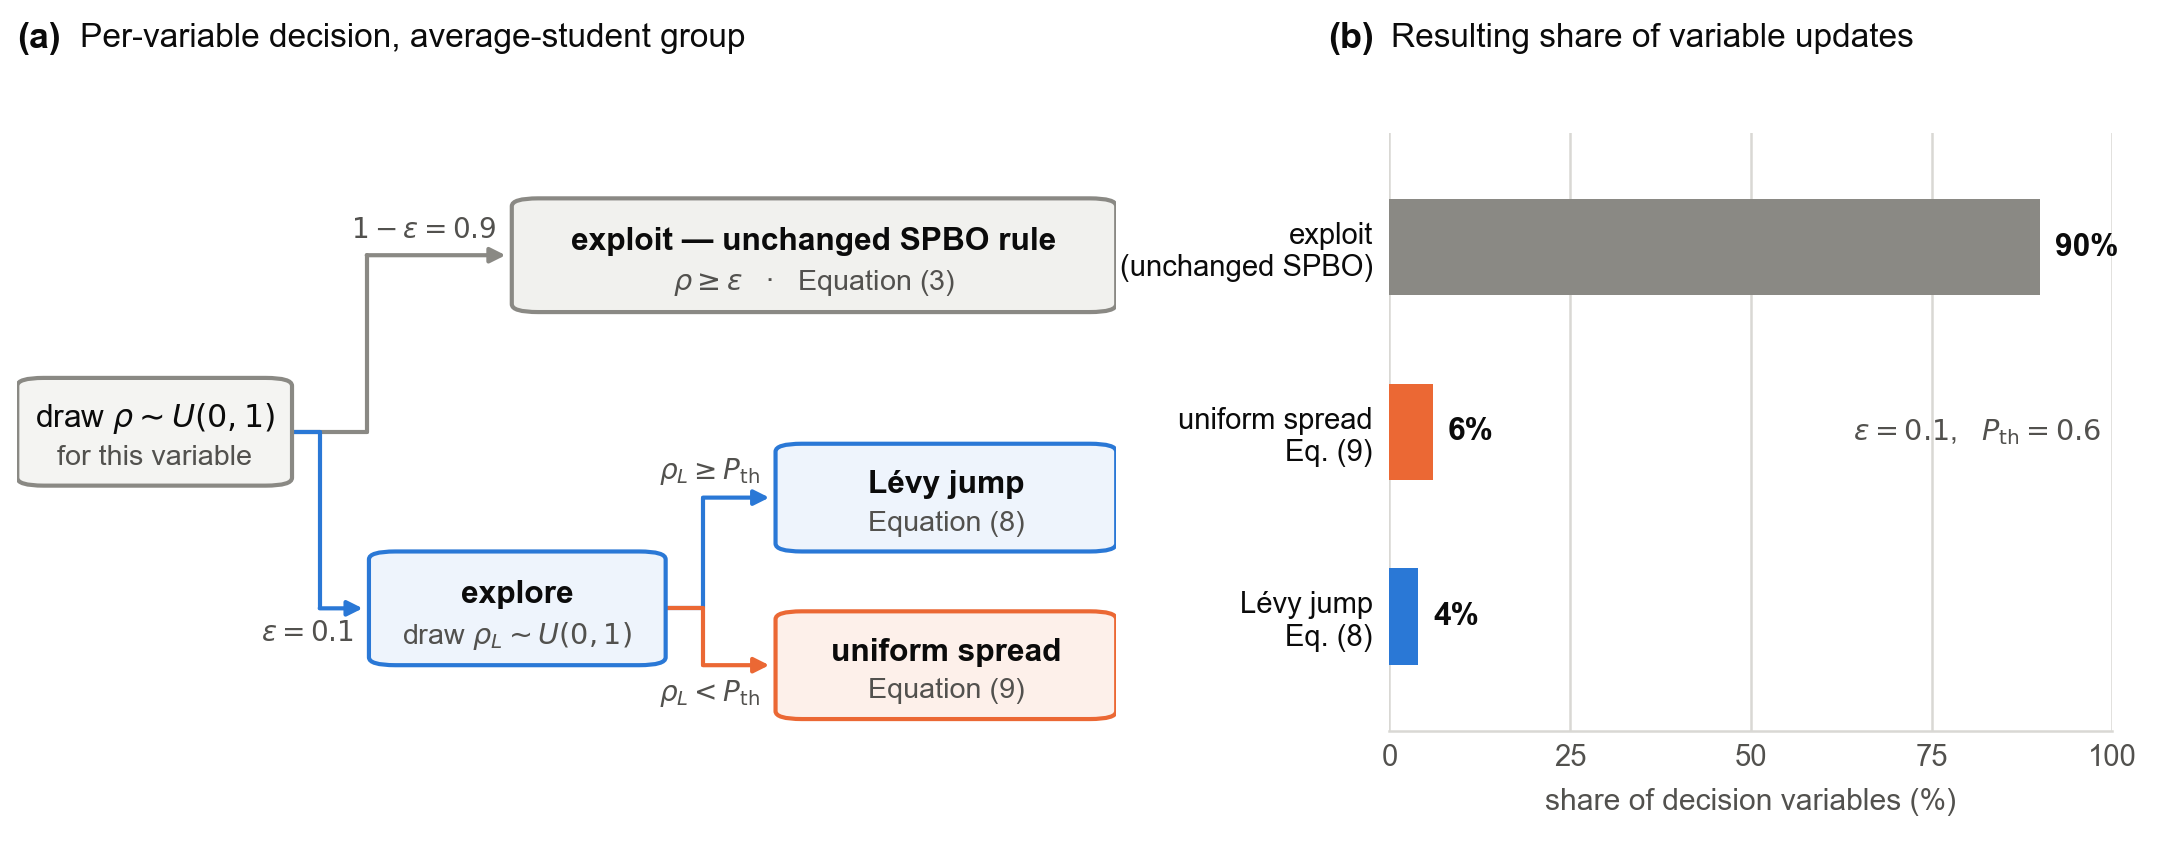 (a) Per-variable decision, average-student group
1 − ε = 0.9
exploit — unchanged SPBO rule
ρ ≥ ε · Equation (3)
draw ρ ∼ U(0, 1)
for this variable
ρL ≥ Pth
Lévy jump
Equation (8)
explore
draw ρL ∼ U(0, 1)
ε = 0.1
uniform spread
Equation (9)
ρL < Pth
(b) Resulting share of variable updates
exploit
(unchanged SPBO)
90%
uniform spread
Eq. (9)
6%
ε = 0.1, Pth = 0.6
Lévy jump
Eq. (8)
4%
0 25 50 75 100
share of decision variables (%)